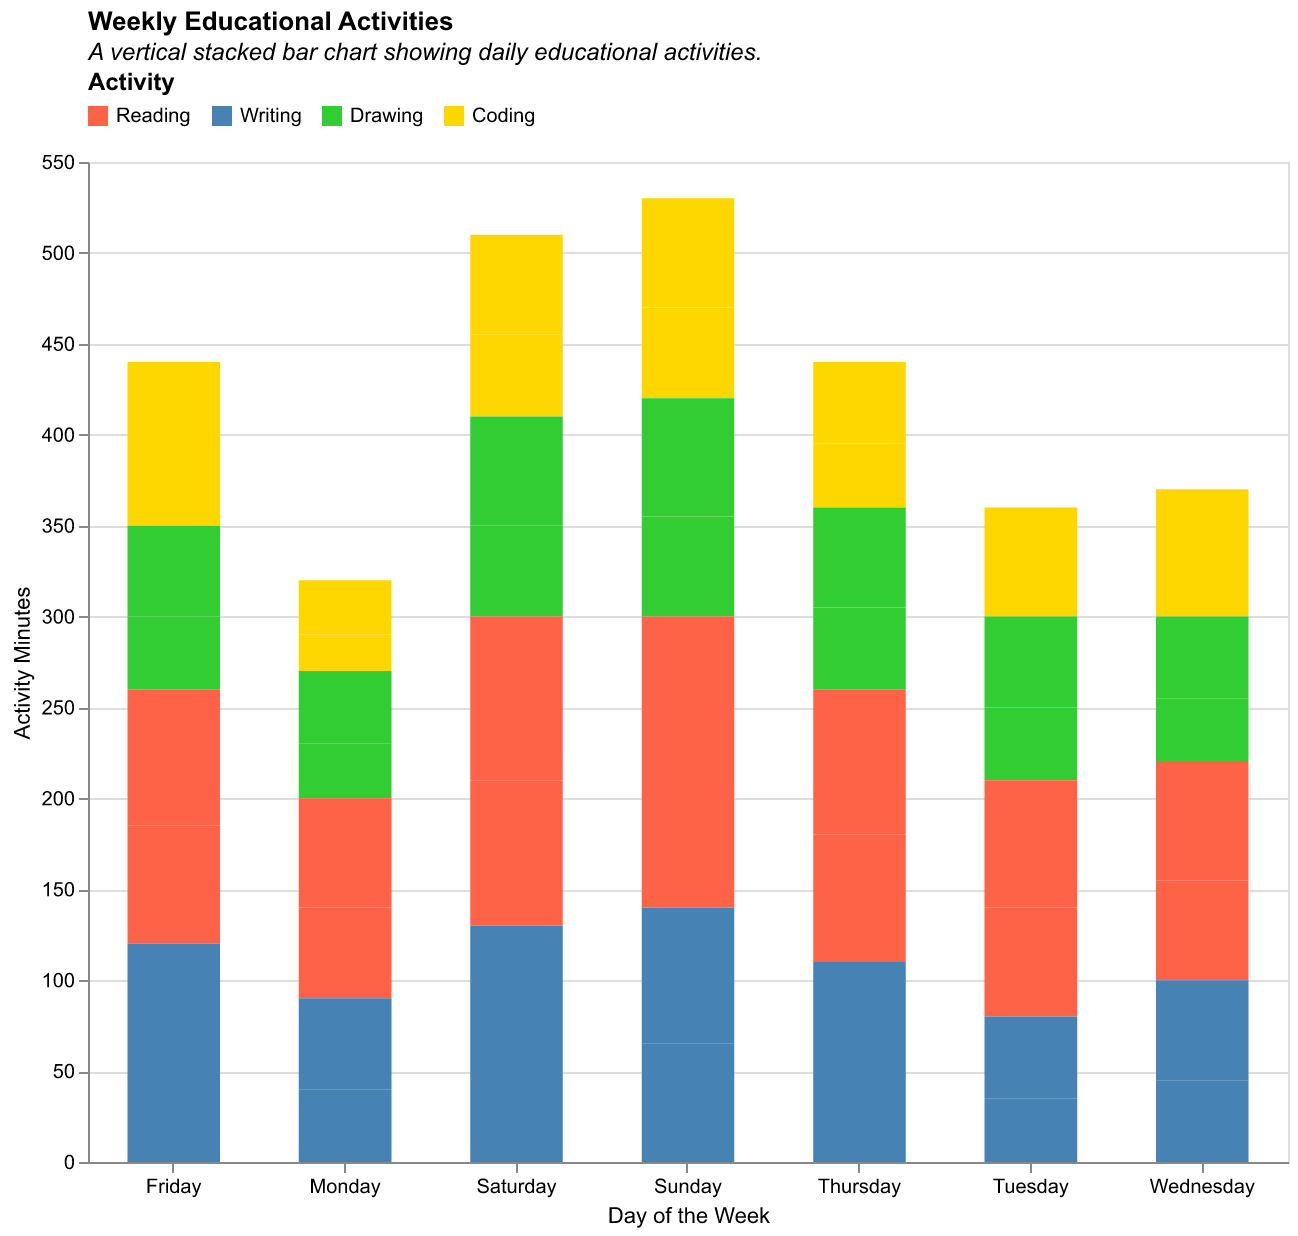 Weekly Educational Activities
A vertical stacked bar chart showing daily educational activities.
Activity
Reading Writing Drawing Coding
550
500
450
400
350
300
250
200
150
100
50
0
Activity Minutes
Friday Monday Saturday Sunday Thursday Tuesday Wednesday
Day of the Week